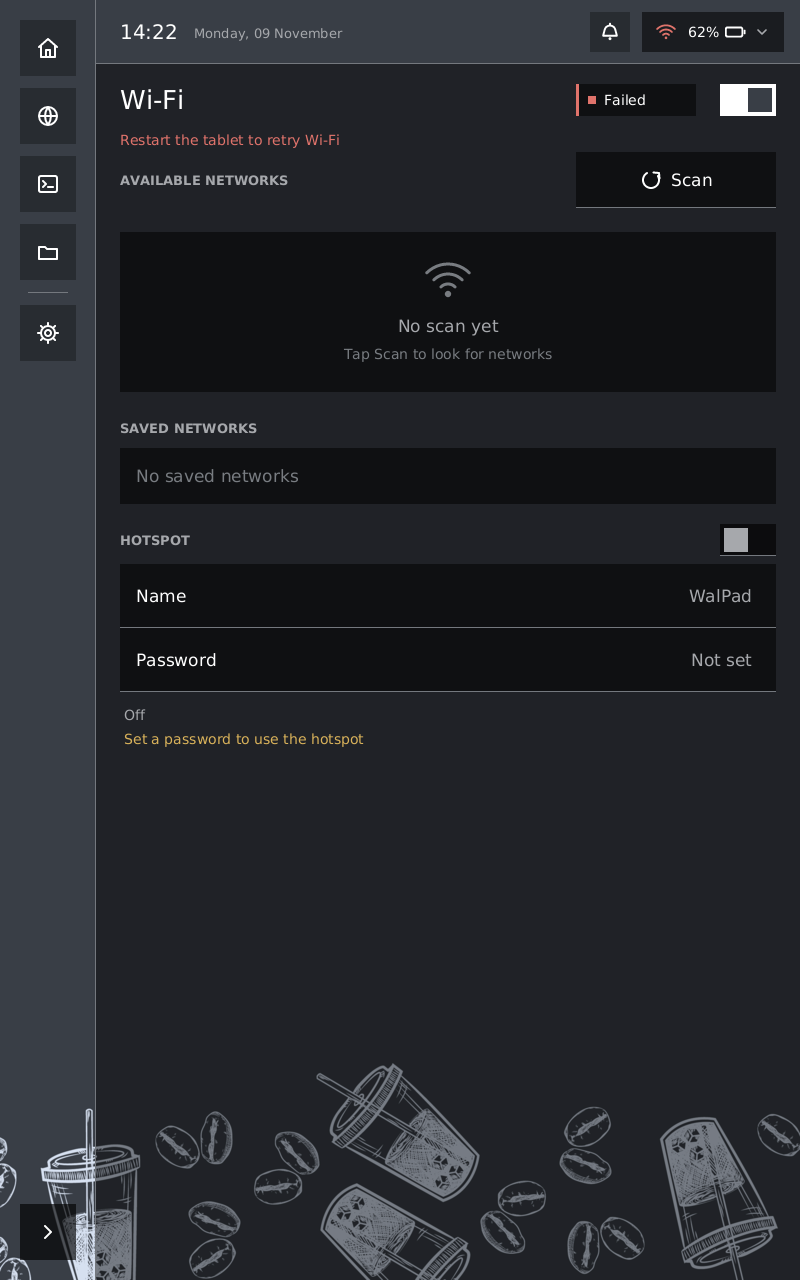 14:22 Monday, 09 November 62%
Wi-Fi
Failed
Restart the tablet to retry Wi-Fi
AVAILABLE NETWORKS
Scan
No scan yet
Tap Scan to look for networks
SAVED NETWORKS
No saved networks
HOTSPOT
Name WalPad
Password Not set
Off
Set a password to use the hotspot